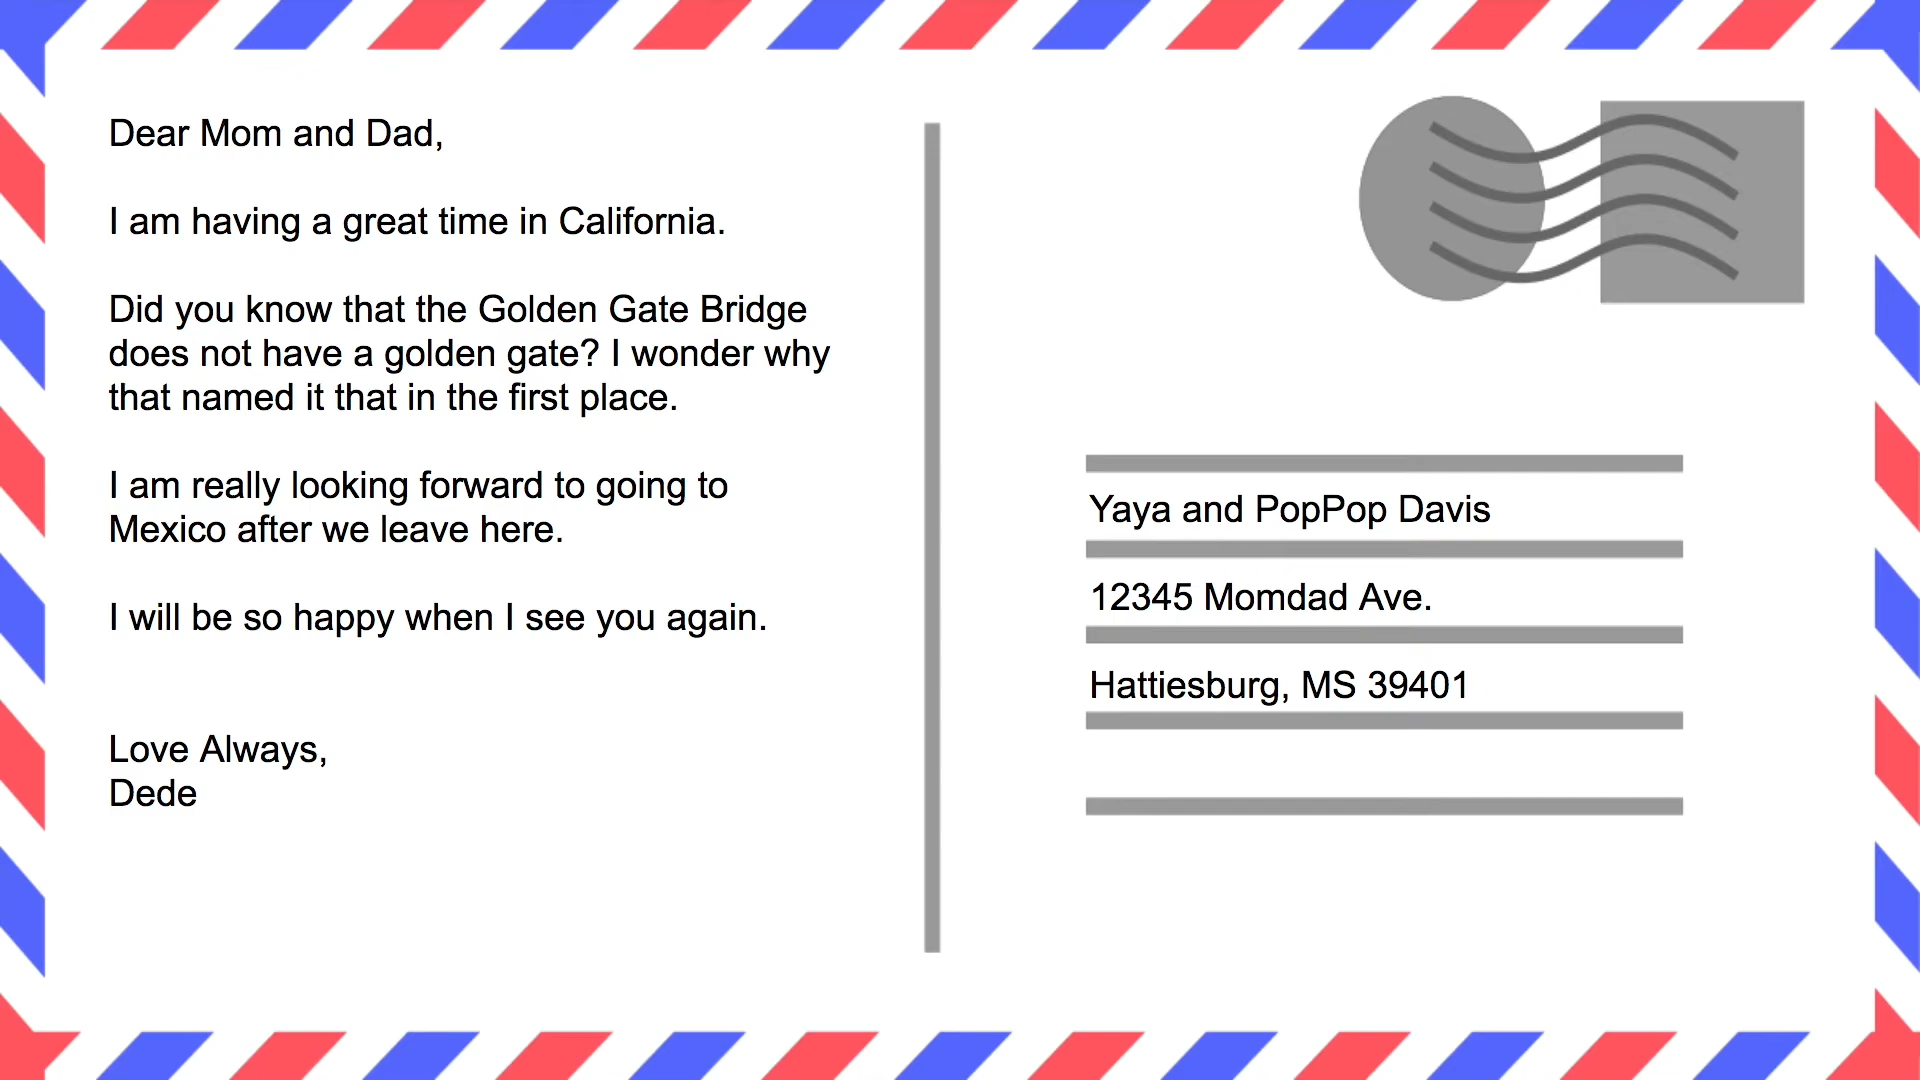 Dear Mom and Dad,
I am having a great time in California.
Did you know that the Golden Gate Bridge
does not have a golden gate? I wonder why
that named it that in the first place.
I am really looking forward to going to
Mexico after we leave here.
I will be so happy when I see you again.
Love Always,
Dede
Yaya and PopPop Davis
12345 Momdad Ave.
Hattiesburg, MS 39401